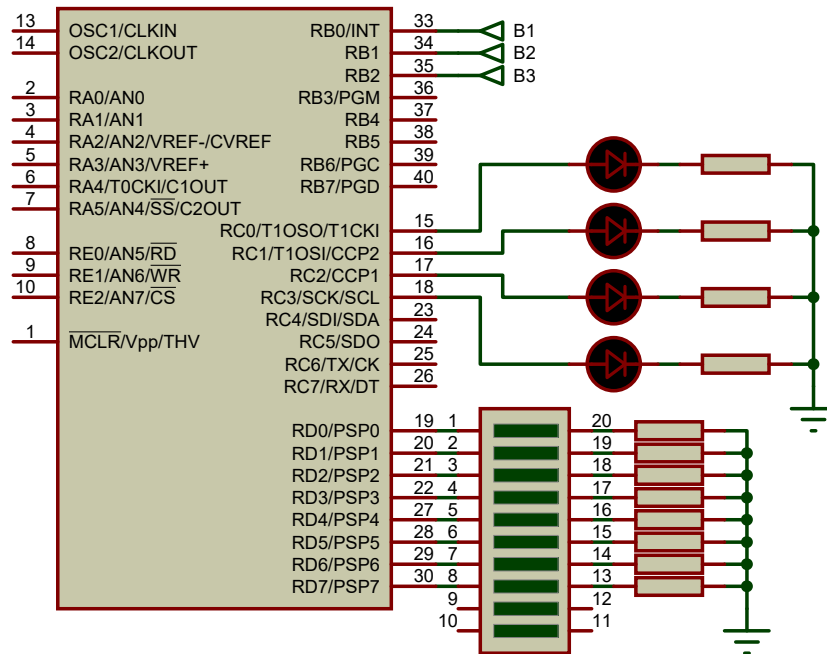 13 OSC1/CLKIN RB0/INT 33 B1
14 OSC2/CLKOUT RB1 34 B2
RB2 35 B3
2 RA0/AN0 RB3/PGM 36
3 RA1/AN1 RB4 37
4 RA2/AN2/VREF-/CVREF RB5 38
5 RA3/AN3/VREF+ RB6/PGC 39
6 RA4/T0CKI/C1OUT RB7/PGD 40
7 RA5/AN4/SS/C2OUT
RC0/T1OSO/T1CKI 15
8 RE0/AN5/RD RC1/T1OSI/CCP2 16
9 RE1/AN6/WR RC2/CCP1 17
10 RE2/AN7/CS RC3/SCK/SCL 18
RC4/SDI/SDA 23
1 MCLR/Vpp/THV RC5/SDO 24
RC6/TX/CK 25
RC7/RX/DT 26
RD0/PSP0 19 1 20
RD1/PSP1 20 2 19
RD2/PSP2 21 3 18
RD3/PSP3 22 4 17
RD4/PSP4 27 5 16
RD5/PSP5 28 6 15
RD6/PSP6 29 7 14
RD7/PSP7 30 8 13
9 12
10 11